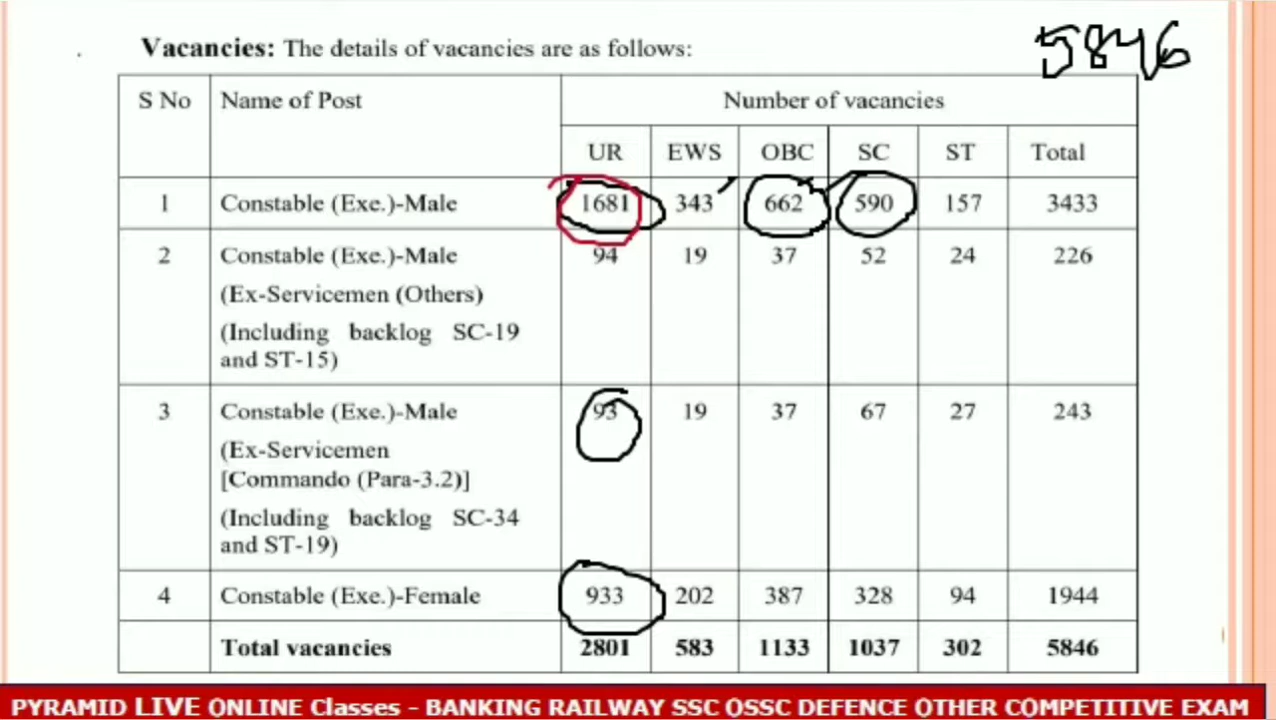 Vacancies: The details of vacancies are as follows:
5846
S No Name of Post Number of vacancies
UR EWS OBC SC ST Total
1 Constable (Exe.)-Male 1681 343 662 590 157 3433
2 Constable (Exe.)-Male 94 19 37 52 24 226
(Ex-Servicemen (Others)
(Including backlog SC-19
and ST-15)
3 Constable (Exe.)-Male 93 19 37 67 27 243
(Ex-Servicemen
[Commando (Para-3.2)]
(Including backlog SC-34
and ST-19)
4 Constable (Exe.)-Female 933 202 387 328 94 1944
Total vacancies 2801 583 1133 1037 302 5846
PYRAMID LIVE ONLINE Classes - BANKING RAILWAY SSC OSSC DEFENCE OTHER COMPETITIVE EXAM